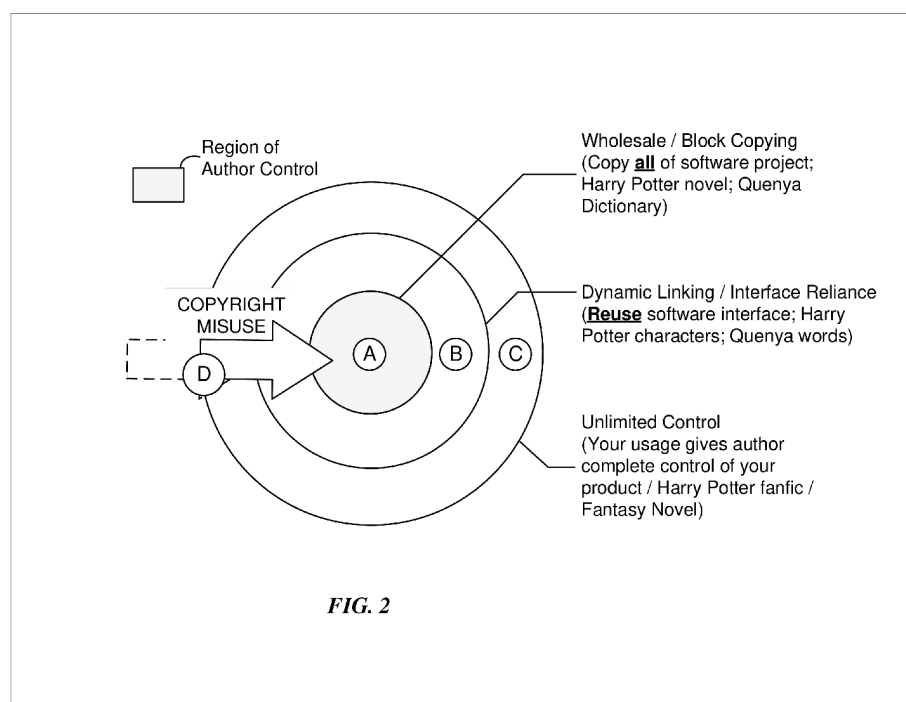 Region of
Author Control
Wholesale / Block Copying
(Copy all of software project;
Harry Potter novel; Quenya
Dictionary)
COPYRIGHT
MISUSE
Dynamic Linking / Interface Reliance
(Reuse software interface; Harry
Potter characters; Quenya words)
A
B
C
D
Unlimited Control
(Your usage gives author
complete control of your
product / Harry Potter fanfic /
Fantasy Novel)
FIG. 2